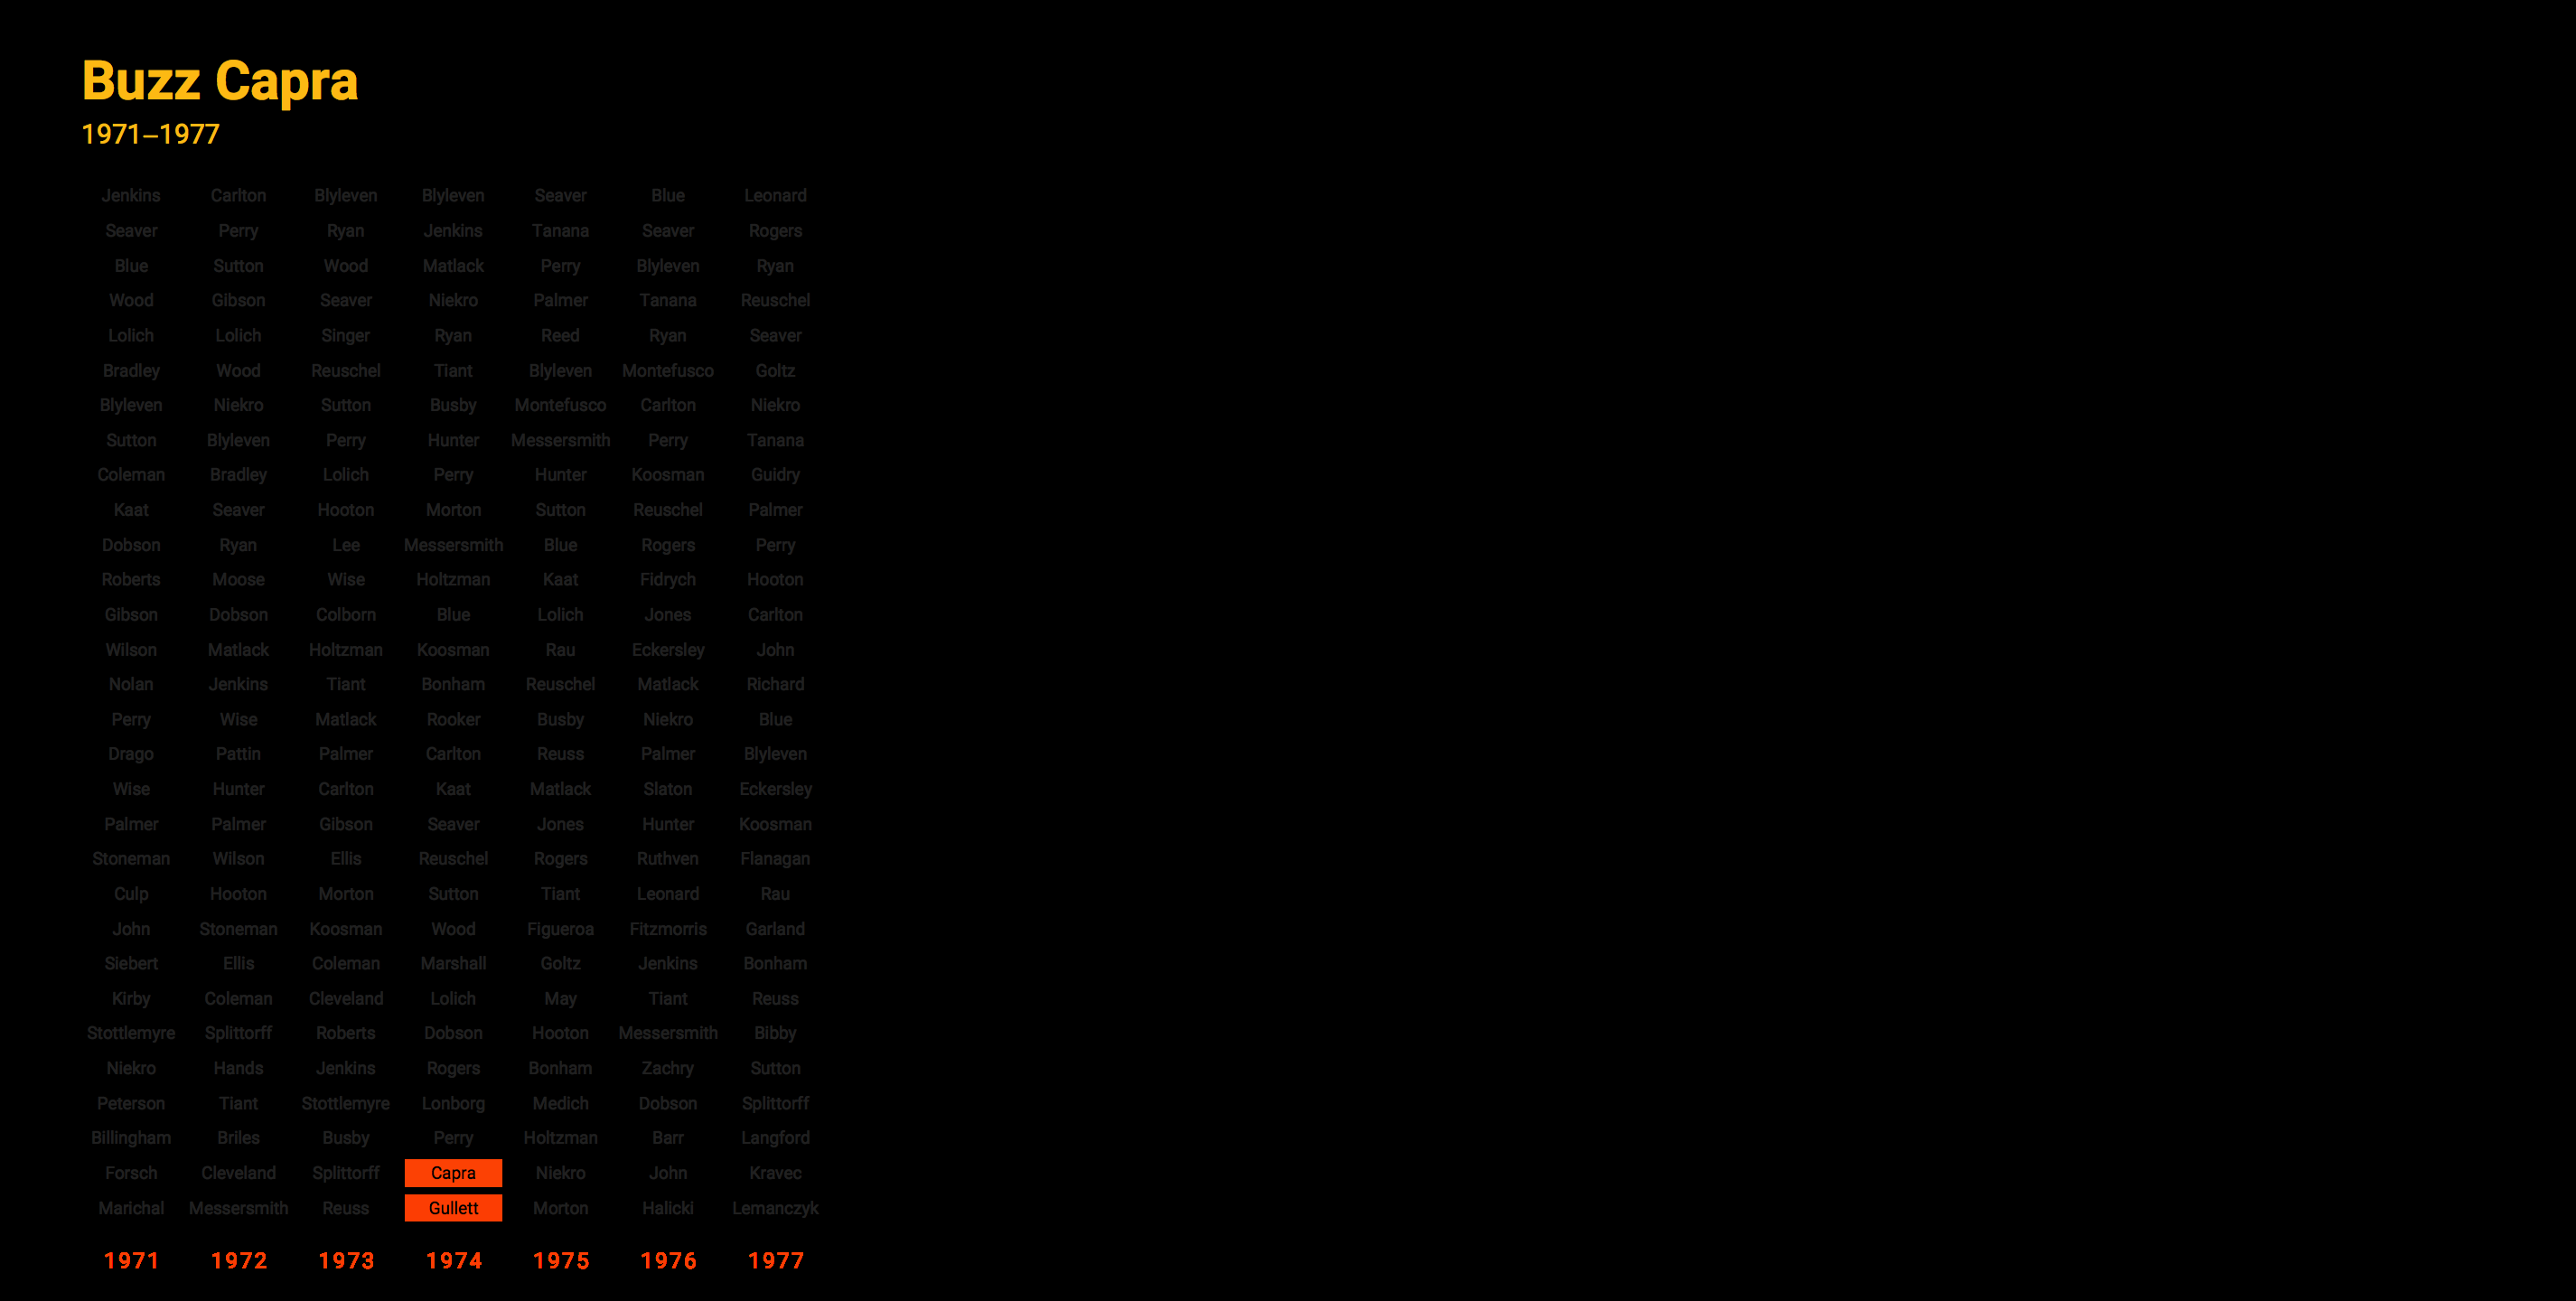 Buzz Capra
1971–1977
Jenkins Carlton Blyleven Blyleven Seaver Blue Leonard
Seaver Perry Ryan Jenkins Tanana Seaver Rogers
Blue Sutton Wood Matlack Perry Blyleven Ryan
Wood Gibson Seaver Niekro Palmer Tanana Reuschel
Lolich Lolich Singer Ryan Reed Ryan Seaver
Bradley Wood Reuschel Tiant Blyleven Montefusco Goltz
Blyleven Niekro Sutton Busby Montefusco Carlton Niekro
Sutton Blyleven Perry Hunter Messersmith Perry Tanana
Coleman Bradley Lolich Perry Hunter Koosman Guidry
Kaat Seaver Hooton Morton Sutton Reuschel Palmer
Dobson Ryan Lee Messersmith Blue Rogers Perry
Roberts Moose Wise Holtzman Kaat Fidrych Hooton
Gibson Dobson Colborn Blue Lolich Jones Carlton
Wilson Matlack Holtzman Koosman Rau Eckersley John
Nolan Jenkins Tiant Bonham Reuschel Matlack Richard
Perry Wise Matlack Rooker Busby Niekro Blue
Drago Pattin Palmer Carlton Reuss Palmer Blyleven
Wise Hunter Carlton Kaat Matlack Slaton Eckersley
Palmer Palmer Gibson Seaver Jones Hunter Koosman
Stoneman Wilson Ellis Reuschel Rogers Ruthven Flanagan
Culp Hooton Morton Sutton Tiant Leonard Rau
John Stoneman Koosman Wood Figueroa Fitzmorris Garland
Siebert Ellis Coleman Marshall Goltz Jenkins Bonham
Kirby Coleman Cleveland Lolich May Tiant Reuss
Stottlemyre Splittorff Roberts Dobson Hooton Messersmith Bibby
Niekro Hands Jenkins Rogers Bonham Zachry Sutton
Peterson Tiant Stottlemyre Lonborg Medich Dobson Splittorff
Billingham Briles Busby Perry Holtzman Barr Langford
Forsch Cleveland Splittorff Capra Niekro John Kravec
Marichal Messersmith Reuss Gullett Morton Halicki Lemanczyk
1971 1972 1973 1974 1975 1976 1977